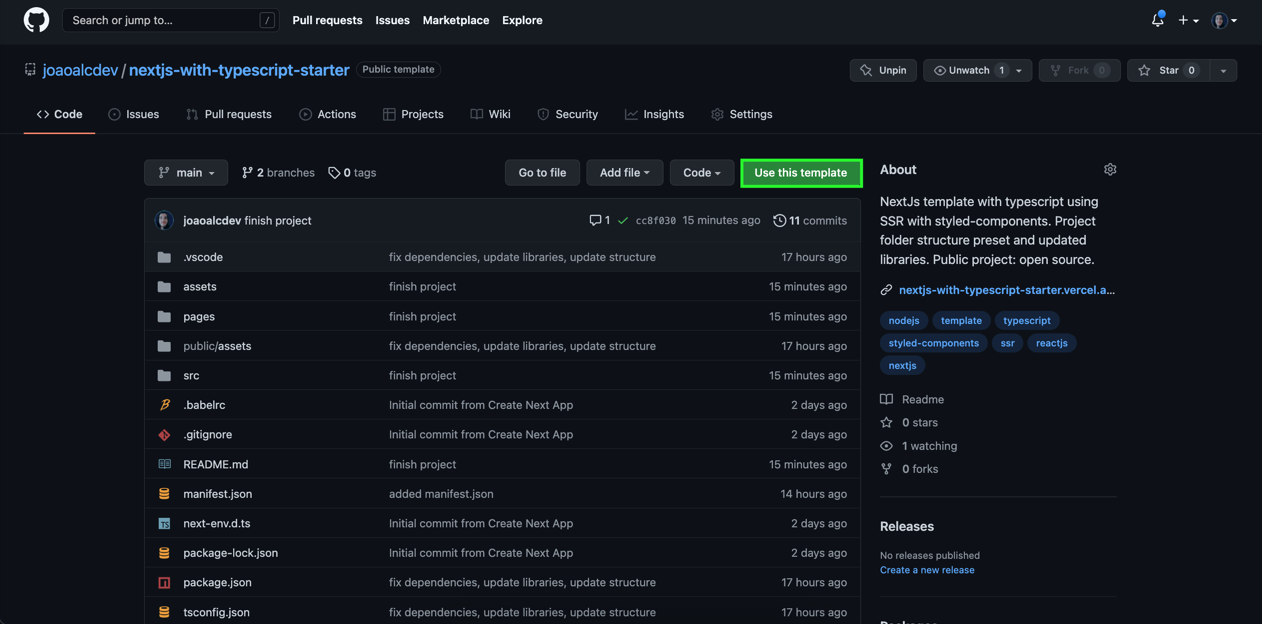 Search or jump to... /
Pull requests Issues Marketplace Explore
joaoalcdev / nextjs-with-typescript-starter Public template
Unpin Unwatch 1 Fork 0 Star 0
Code Issues Pull requests Actions Projects Wiki Security Insights Settings
main 2 branches 0 tags
Go to file Add file Code Use this template
joaoalcdev finish project 1 cc8f030 15 minutes ago 11 commits
.vscode fix dependencies, update libraries, update structure 17 hours ago
assets finish project 15 minutes ago
pages finish project 15 minutes ago
public/assets fix dependencies, update libraries, update structure 17 hours ago
src finish project 15 minutes ago
.babelrc Initial commit from Create Next App 2 days ago
.gitignore Initial commit from Create Next App 2 days ago
README.md finish project 15 minutes ago
manifest.json added manifest.json 14 hours ago
TS next-env.d.ts Initial commit from Create Next App 2 days ago
package-lock.json Initial commit from Create Next App 2 days ago
package.json fix dependencies, update libraries, update structure 17 hours ago
tsconfig.json fix dependencies, update libraries, update structure 17 hours ago
About
NextJs template with typescript using
SSR with styled-components. Project
folder structure preset and updated
libraries. Public project: open source.
nextjs-with-typescript-starter.vercel.a...
nodejs template typescript
styled-components ssr reactjs
nextjs
Readme
0 stars
1 watching
0 forks
Releases
No releases published
Create a new release